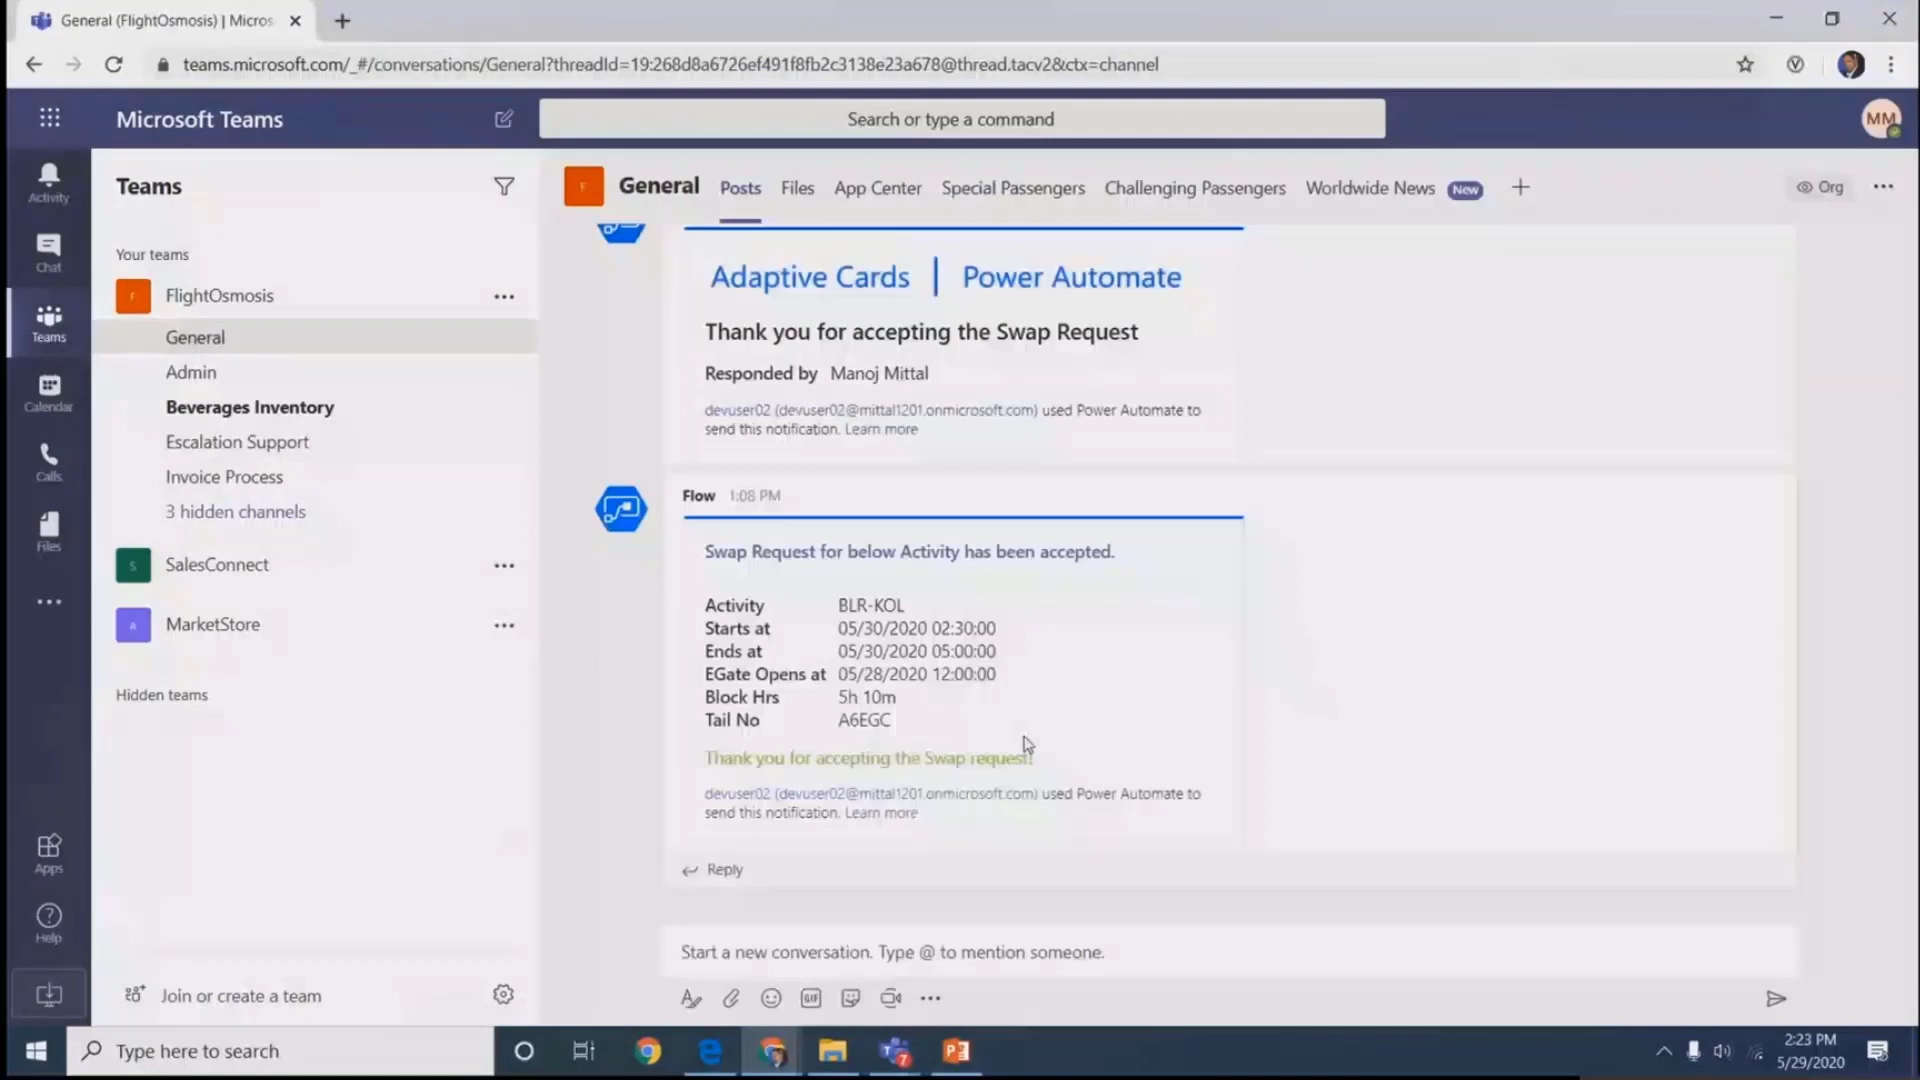 General (FlightOsmosis) | Micros
teams.microsoft.com/_#/conversations/General?threadId=19:268d8a6726ef491f8fb2c3138e23a678@thread.tacv2&ctx=channel
Microsoft Teams
Search or type a command
MM
Activity
Chat
Teams
Calendar
Calls
Files
Apps
Help
Teams
Your teams
F FlightOsmosis
General
Admin
Beverages Inventory
Escalation Support
Invoice Process
3 hidden channels
S SalesConnect
A MarketStore
Hidden teams
Join or create a team
F General Posts Files App Center Special Passengers Challenging Passengers Worldwide News New Org
Adaptive Cards | Power Automate
Thank you for accepting the Swap Request
Responded by Manoj Mittal
devuser02 (devuser02@mittal1201.onmicrosoft.com) used Power Automate to
send this notification. Learn more
Flow 1:08 PM
Swap Request for below Activity has been accepted.
Activity BLR-KOL
Starts at 05/30/2020 02:30:00
Ends at 05/30/2020 05:00:00
EGate Opens at 05/28/2020 12:00:00
Block Hrs 5h 10m
Tail No A6EGC
Thank you for accepting the Swap request!
devuser02 (devuser02@mittal1201.onmicrosoft.com) used Power Automate to
send this notification. Learn more
Reply
Start a new conversation. Type @ to mention someone.
GIF
Type here to search
7
2:23 PM
5/29/2020